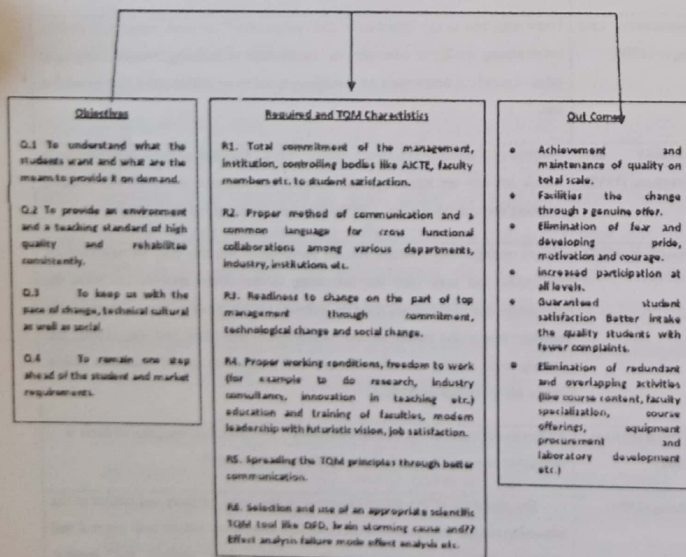 Objectives
O.1 To understand what the
students want and what are the
means to provide it on demand.
O.2 To provide an environment
and a teaching standard of high
quality and rehabilitee
consistently.
O.3 To keep us with the
pace of change, technical cultural
as well as social.
O.4 To remain one step
ahead of the student and market
requirements.
Required and TQM Charectistics
R1. Total commitment of the management,
institution, controlling bodies like AICTE, faculty
members etc. to student satisfaction.
R2. Proper method of communication and a
common language for cross functional
collaborations among various departments,
industry, institutions etc.
R3. Readiness to change on the part of top
management through commitment,
technological change and social change.
R4. Proper working conditions, freedom to work
(for example to do research, industry
consultancy, innovation in teaching etc.)
education and training of faculties, modern
leadership with futuristic vision, job satisfaction.
R5. Spreading the TQM principles through better
communication.
R6. Selection and use of an appropriate scientific
TQM tool like QFD, brain storming cause and??
Effect analysis failure mode effect analysis etc.
Out Comes
• Achievement and
maintenance of quality on
total scale.
• Facilities the change
through a genuine offer.
• Elimination of fear and
developing pride,
motivation and courage.
• increased participation at
all levels.
• Guaranteed student
satisfaction Batter intake
the quality students with
fewer complaints.
• Elimination of redundant
and overlapping activities
(like course content, faculty
specialization, course
offerings, equipment
procurement and
laboratory development
etc.)